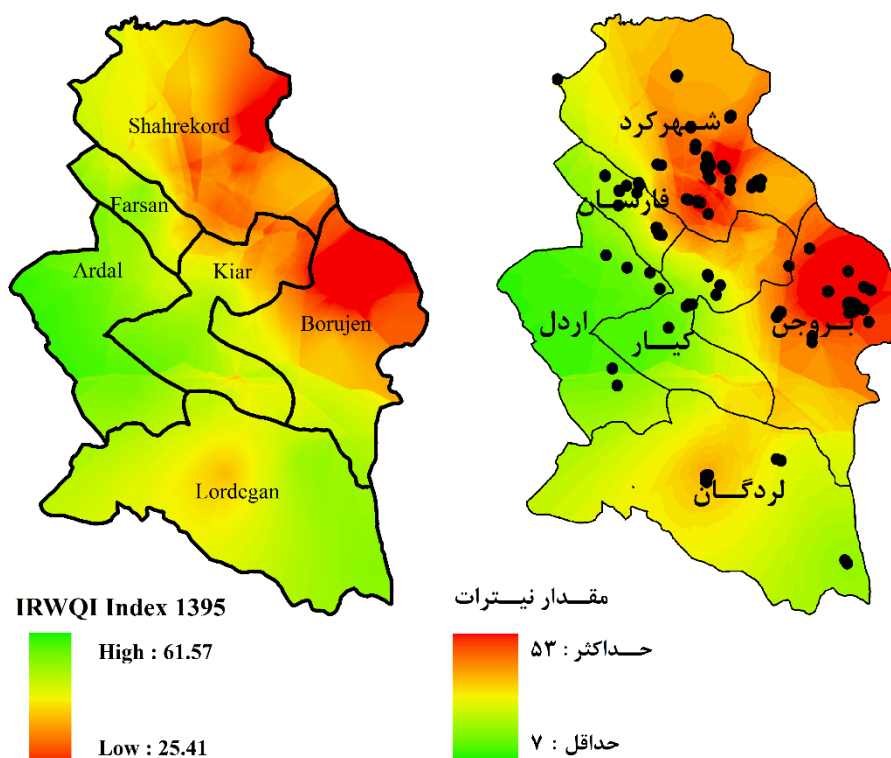 Shahrekord
Farsan
Ardal
Kiar
Borujen
Lordegan
IRWQI Index 1395
High : 61.57
Low : 25.41
شهرکرد
فارسان
اردل
کیار
بروجن
لردگان
مقدار نیترات
حداکثر : ۵۳
حداقل : ۷